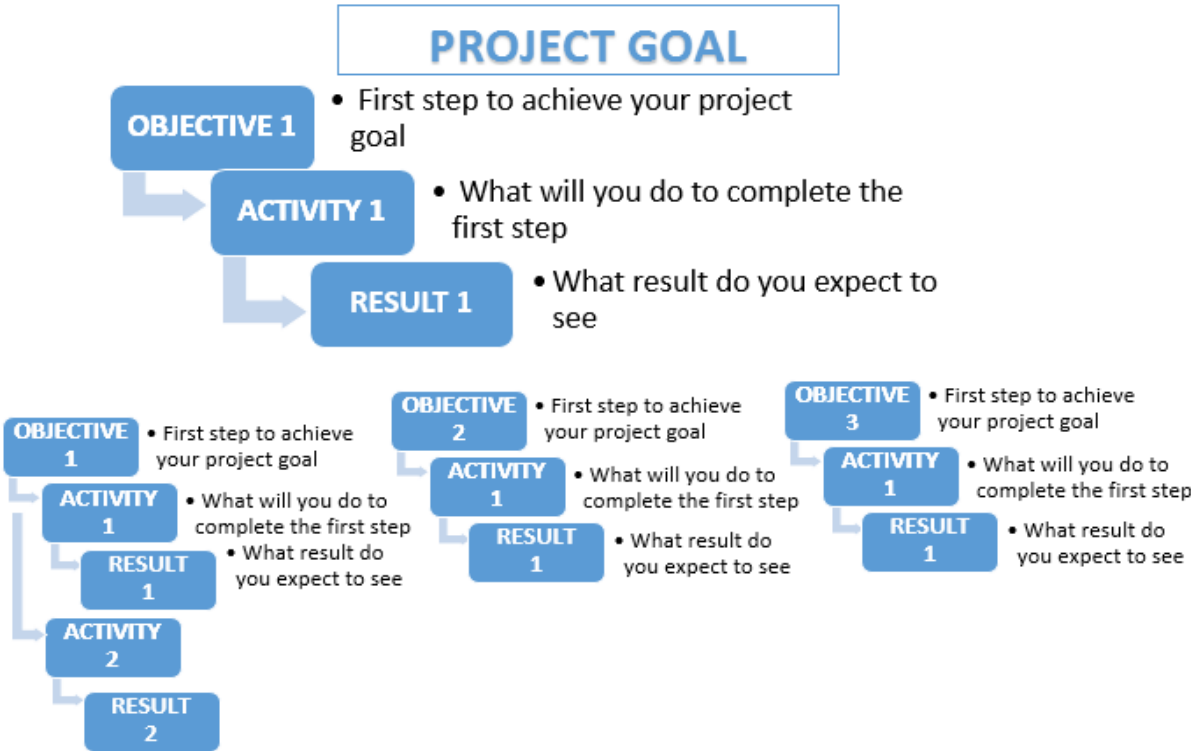 PROJECT GOAL
OBJECTIVE 1
• First step to achieve your project
goal
ACTIVITY 1
• What will you do to complete the
first step
RESULT 1
• What result do you expect to
see
OBJECTIVE
1
• First step to achieve
your project goal
ACTIVITY
1
• What will you do to
complete the first step
RESULT
1
• What result do
you expect to see
ACTIVITY
2
RESULT
2
OBJECTIVE
2
• First step to achieve
your project goal
ACTIVITY
1
• What will you do to
complete the first step
RESULT
1
• What result do
you expect to see
OBJECTIVE
3
• First step to achieve
your project goal
ACTIVITY
1
• What will you do to
complete the first step
RESULT
1
• What result do
you expect to see